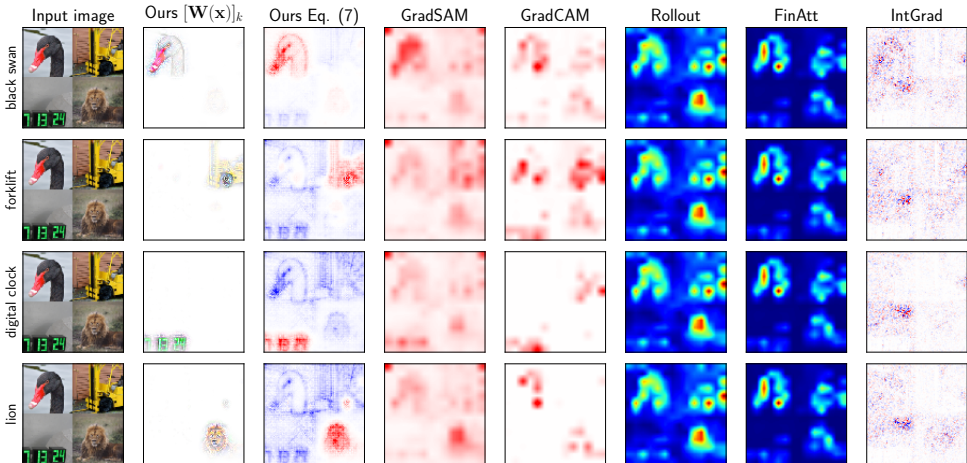 Input image Ours [W(x)]_k Ours Eq. (7) GradSAM GradCAM Rollout FinAtt IntGrad
black swan
7:13 24
forklift
7:13 24
digital clock
7:13 24
lion
7:13 24